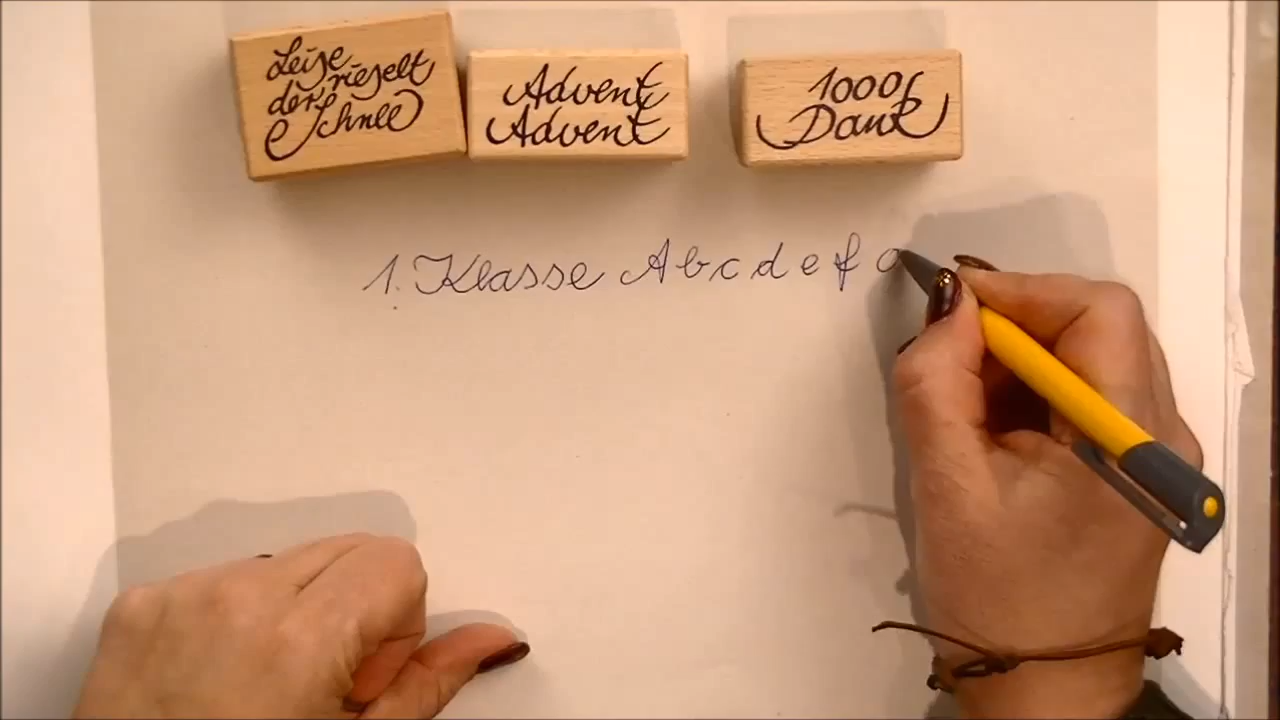 Leise
rieselt
der
Schnee
Advent
Advent
1000
Dank
1. Klasse Abcdef